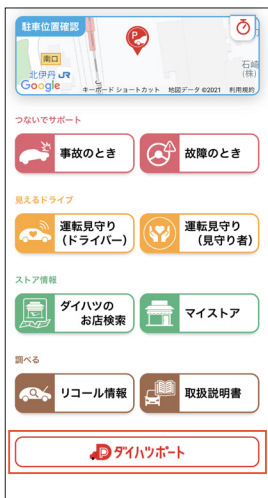 駐車位置確認
南口
北伊丹 JR
石崎
(株)
Google
キーボード ショートカット 地図データ ©2021 利用規約
つないでサポート
事故のとき
故障のとき
見えるドライブ
運転見守り
(ドライバー)
運転見守り
(見守り者)
ストア情報
ダイハツの
お店検索
マイストア
調べる
リコール情報
取扱説明書
ダイハツポート